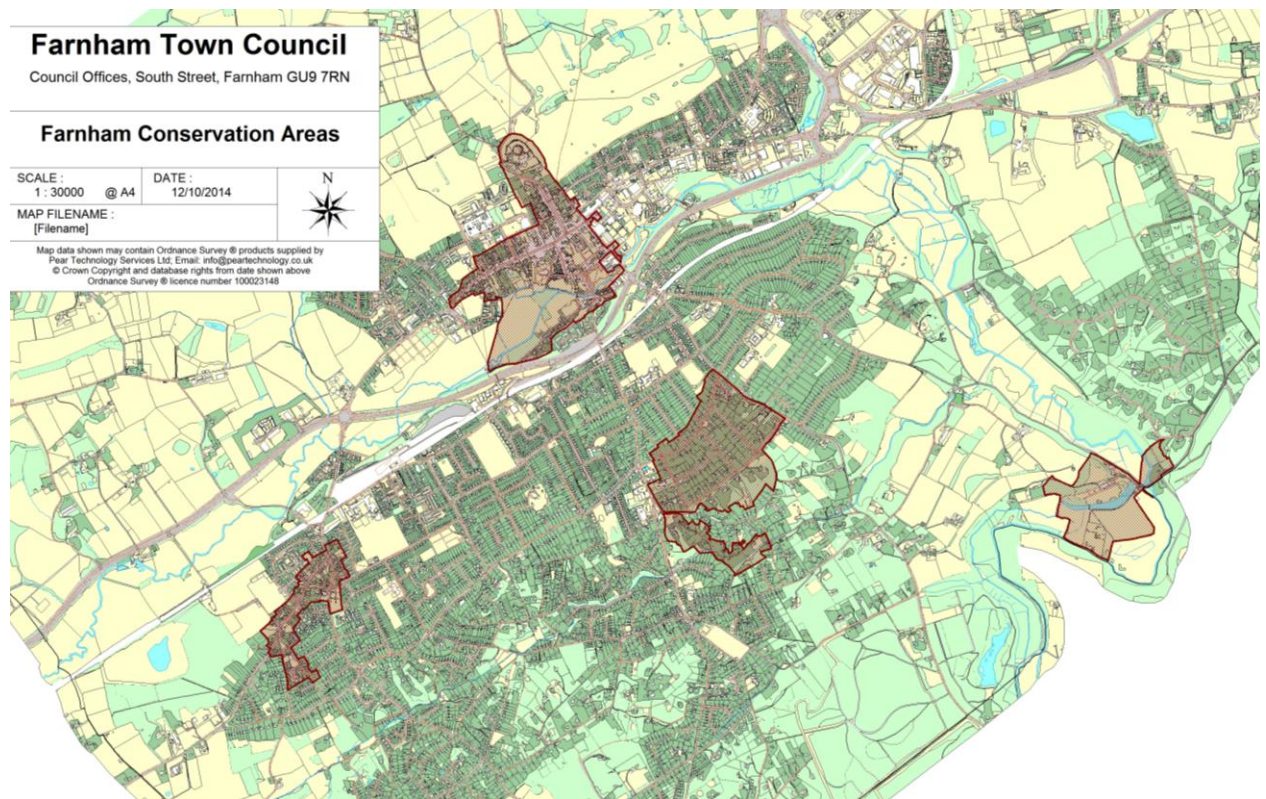 Farnham Town Council
Council Offices, South Street, Farnham GU9 7RN
Farnham Conservation Areas
SCALE :
1 : 30000 @ A4
DATE :
12/10/2014
MAP FILENAME :
[Filename]
N
Map data shown may contain Ordnance Survey ® products supplied by
Pear Technology Services Ltd; Email: info@peartechnology.co.uk
© Crown Copyright and database rights from date shown above
Ordnance Survey ® licence number 100023148